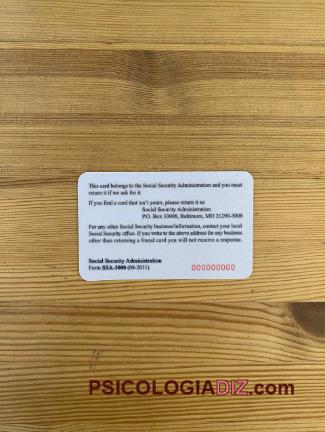 This card belongs to the Social Security Administration and you must
return it if we ask for it.
If you find a card that isn't yours, please return it to:
Social Security Administration
P.O. Box 33008, Baltimore, MD 21290-3008
For any other Social Security business/information, contact your local
Social Security office. If you write to the above address for any business
other than returning a found card you will not receive a response.
Social Security Administration
Form SSA-3000 (08-2011)
000000000
PSICOLOGIADIZ.com